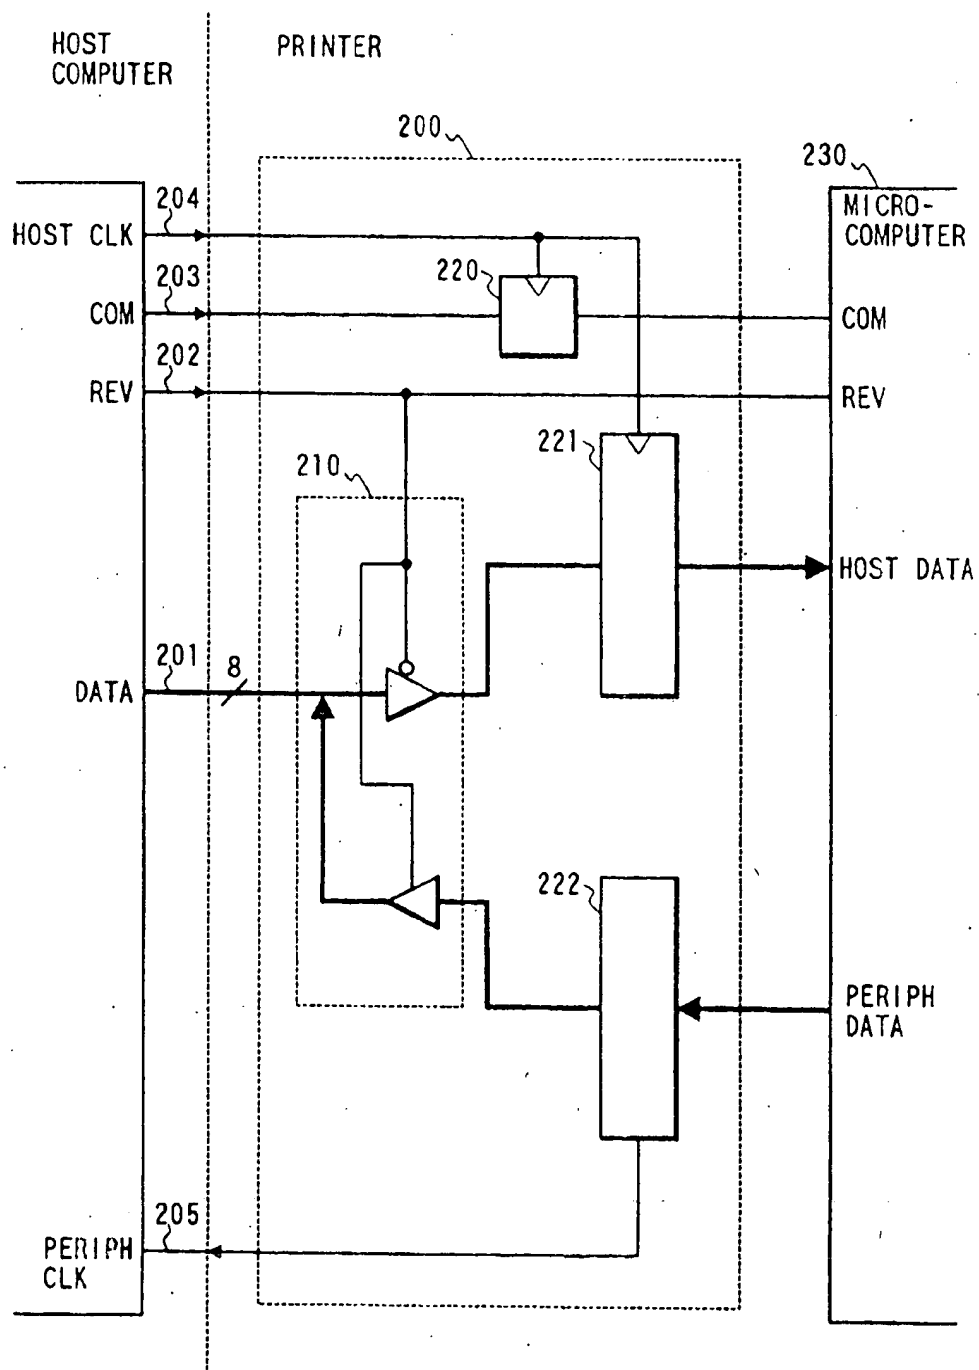 HOST
COMPUTER
PRINTER
200
230
204
HOST CLK
MICRO-
COMPUTER
203
220
COM
COM
202
REV
REV
221
210
HOST DATA
201
8
DATA
222
PERIPH
DATA
205
PERIPH
CLK